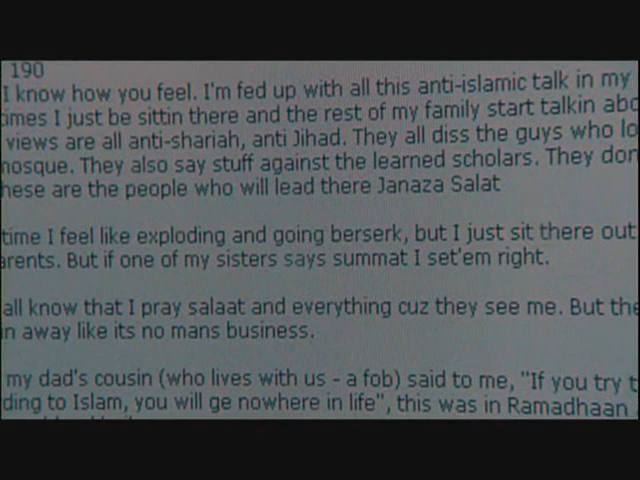 190
I know how you feel. I'm fed up with all this anti-islamic talk in my
times I just be sittin there and the rest of my family start talkin
views are all anti-shariah, anti Jihad. They all diss the guys who
mosque. They also say stuff against the learned scholars. They
hese are the people who will lead there Janaza Salat
time I feel like exploding and going berserk, but I just sit there out
arents. But if one of my sisters says summat I set'em right.
all know that I pray salaat and everything cuz they see me. But
in away like its no mans business.
my dad's cousin (who lives with us - a fob) said to me, "If you try
ding to Islam, you will ge nowhere in life", this was in Ramadhaan